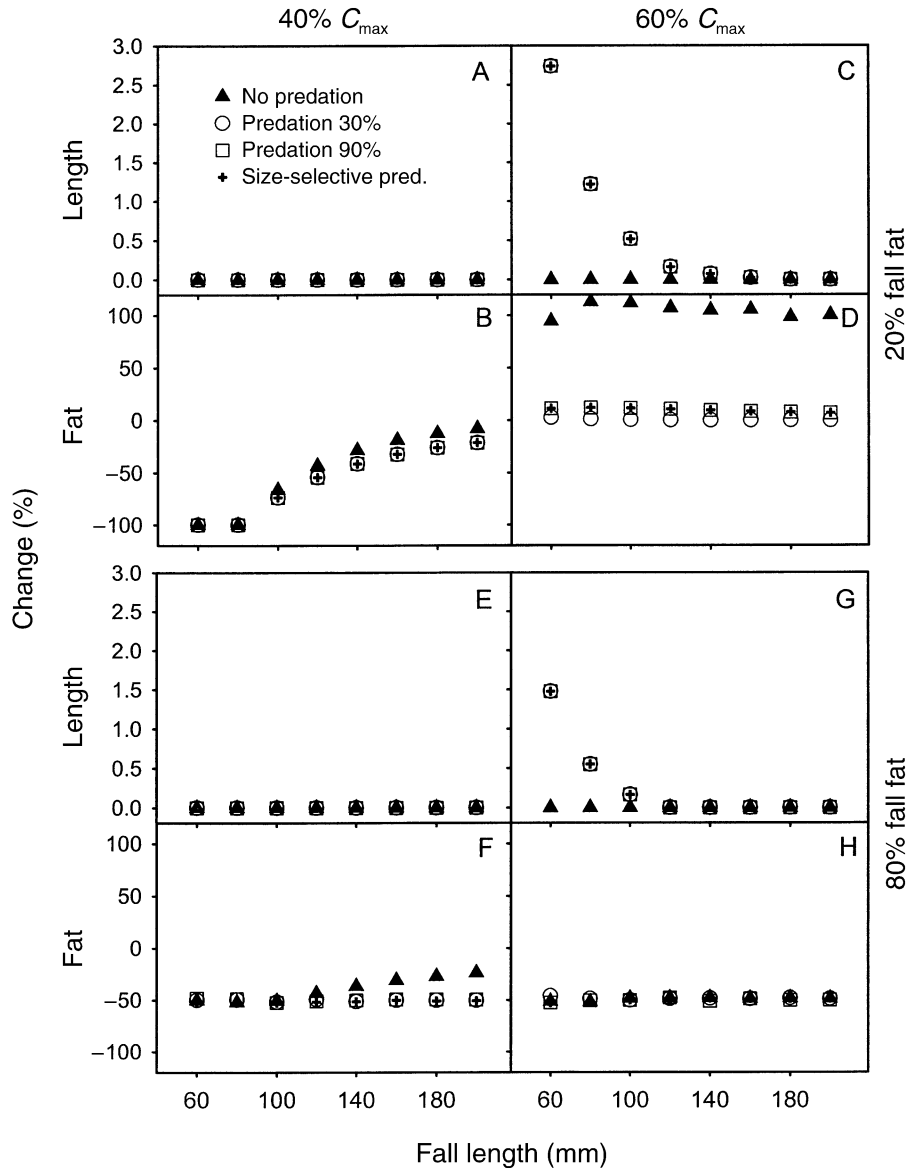 40% Cmax
60% Cmax
Change (%)
Length
3.0
2.5
2.0
1.5
1.0
0.5
0.0
A
No predation
Predation 30%
Predation 90%
Size-selective pred.
C
20% fall fat
Fat
100
50
0
−50
−100
B
D
Length
3.0
2.5
2.0
1.5
1.0
0.5
0.0
E
G
80% fall fat
Fat
100
50
0
−50
−100
F
H
60 100 140 180
60 100 140 180
Fall length (mm)